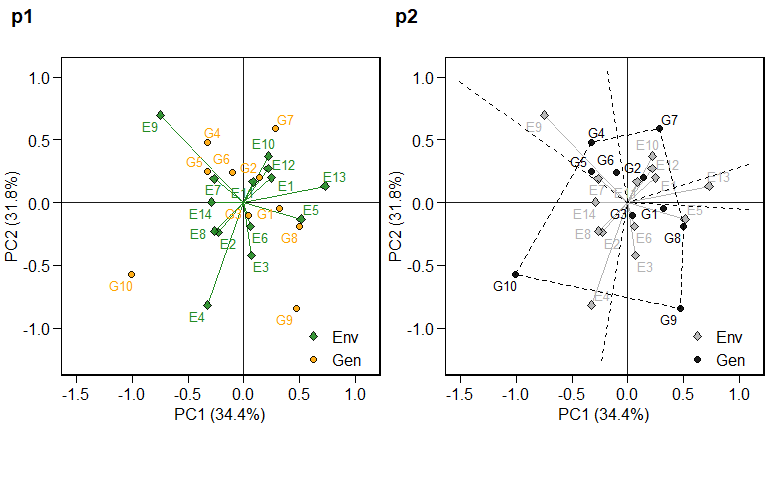 p1
p2
1.0
0.5
0.0
-0.5
-1.0
PC2 (31.8%)
E9
G4
G7
E10
G5
G6
G2
E12
E7
E1
E13
E14
G3
G1
E5
E8
E2
E6
G8
E3
G10
E4
G9
Env
Gen
-1.5
-1.0
-0.5
0.0
0.5
1.0
PC1 (34.4%)
1.0
0.5
0.0
-0.5
-1.0
PC2 (31.8%)
E9
G4
G7
E10
G5
G6
G2
E12
E7
E13
E14
G3
G1
E5
E8
E2
E6
G8
E3
G10
E4
G9
Env
Gen
-1.5
-1.0
-0.5
0.0
0.5
1.0
PC1 (34.4%)